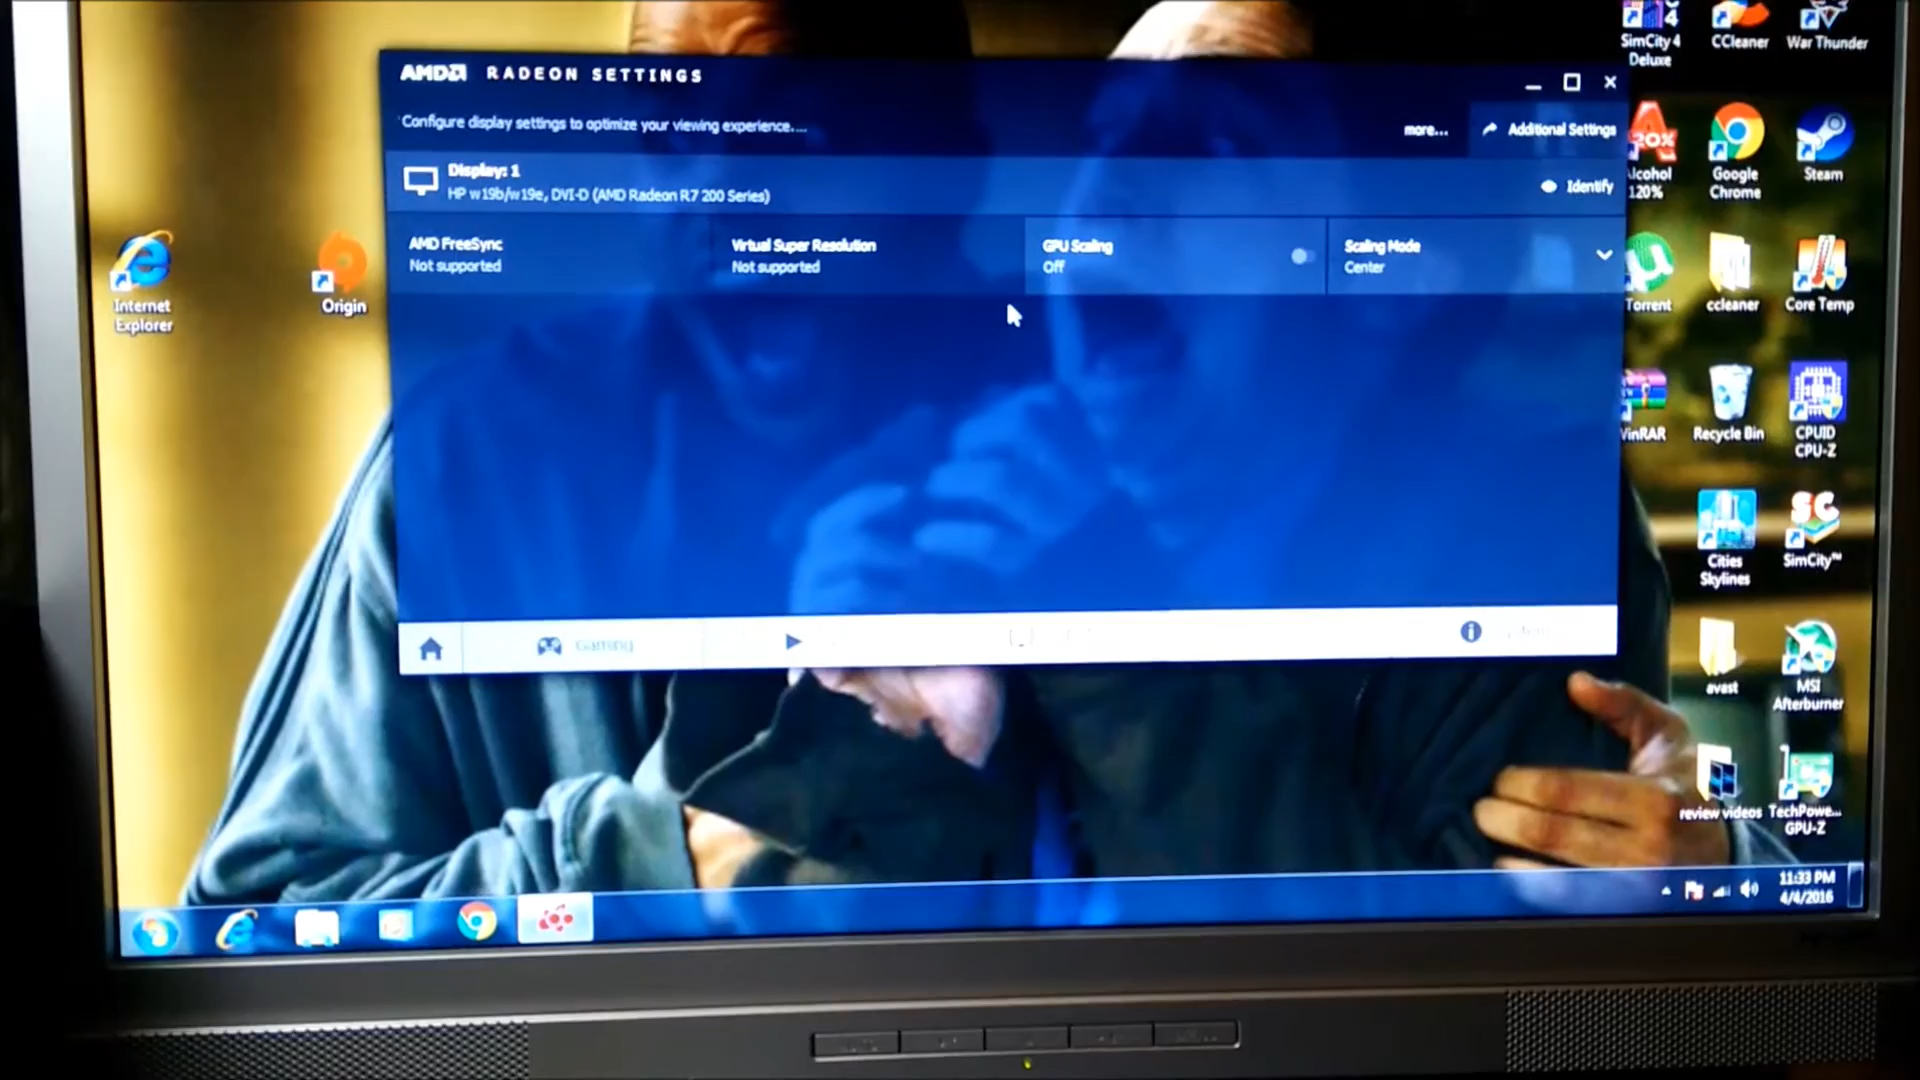 AMD RADEON SETTINGS
Configure display settings to optimize your viewing experience....
more...
Additional Settings
Display: 1
HP w19b/w19e, DVI-D (AMD Radeon R7 200 Series)
Identify
AMD FreeSync
Not supported
Virtual Super Resolution
Not supported
GPU Scaling
Off
Scaling Mode
Center
Gaming
Internet
Explorer
Origin
SimCity 4
Deluxe
CCleaner
War Thunder
Alcohol
120%
Google
Chrome
Steam
Torrent
ccleaner
Core Temp
WinRAR
Recycle Bin
CPUID
CPU-Z
Cities
Skylines
SimCity™
avast
MSI
Afterburner
review videos
TechPowe...
GPU-Z
11:33 PM
4/4/2016